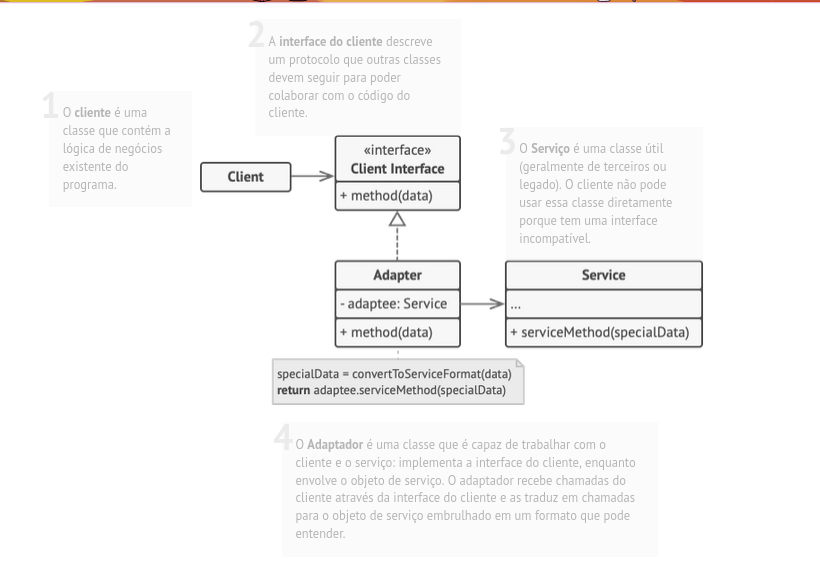 1
O cliente é uma
classe que contém a
lógica de negócios
existente do
programa.
2
A interface do cliente descreve
um protocolo que outras classes
devem seguir para poder
colaborar com o código do
cliente.
3
O Serviço é uma classe útil
(geralmente de terceiros ou
legado). O cliente não pode
usar essa classe diretamente
porque tem uma interface
incompatível.
Client
«interface»
Client Interface
+ method(data)
Adapter
- adaptee: Service
+ method(data)
Service
...
+ serviceMethod(specialData)
specialData = convertToServiceFormat(data)
return adaptee.serviceMethod(specialData)
4
O Adaptador é uma classe que é capaz de trabalhar com o
cliente e o serviço: implementa a interface do cliente, enquanto
envolve o objeto de serviço. O adaptador recebe chamadas do
cliente através da interface do cliente e as traduz em chamadas
para o objeto de serviço embrulhado em um formato que pode
entender.